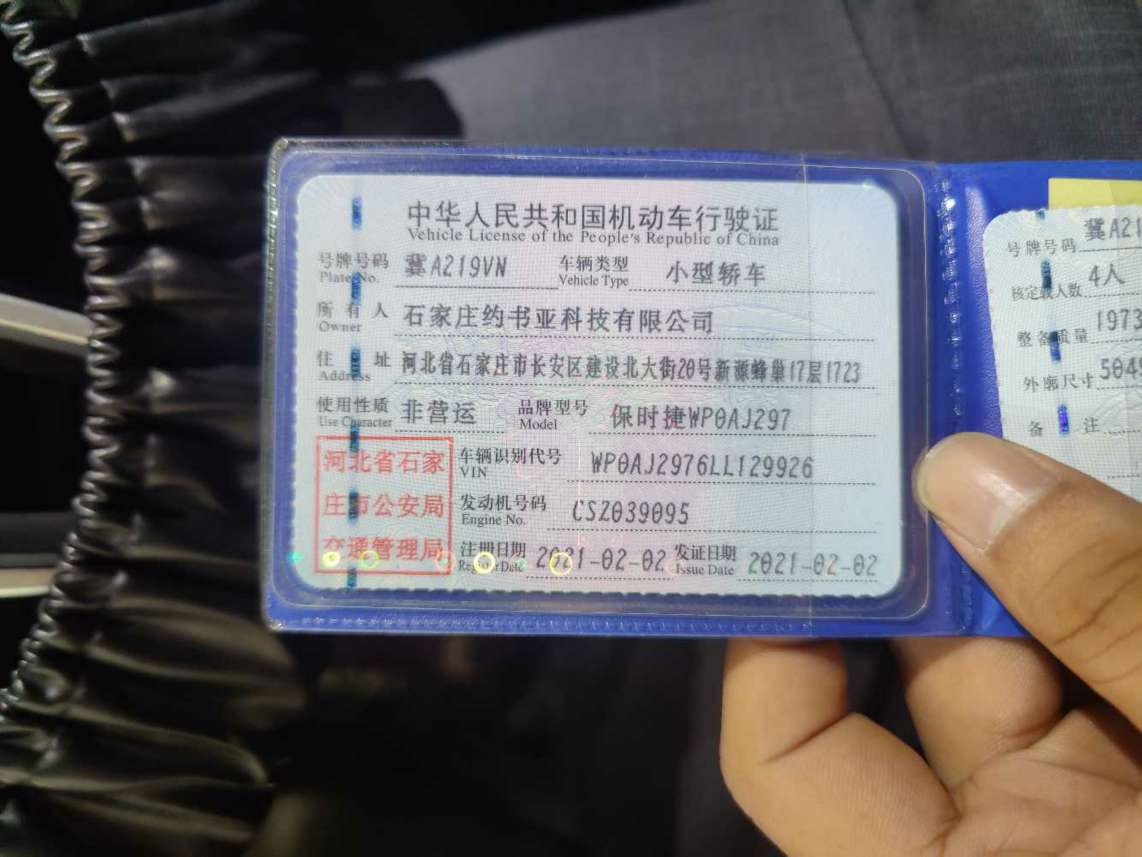 中华人民共和国机动车行驶证
Vehicle License of the People's Republic of China
号牌号码 冀A219VN 车辆类型 小型轿车
Plate No. Vehicle Type
所有人 石家庄约书亚科技有限公司
Owner
住址 河北省石家庄市长安区建设北大街20号新源蜂巢17层1723
Address
使用性质 非营运 品牌型号 保时捷WP0AJ297
Use Character Model
河北省石家庄市公安局交通管理局
车辆识别代号 WP0AJ2976LL129926
VIN
发动机号码 CSZ039095
Engine No.
注册日期 2021-02-02 发证日期 2021-02-02
Register Date Issue Date
号牌号码 冀A21
核定载人数 4人
整备质量 1973
外廓尺寸 504
备注